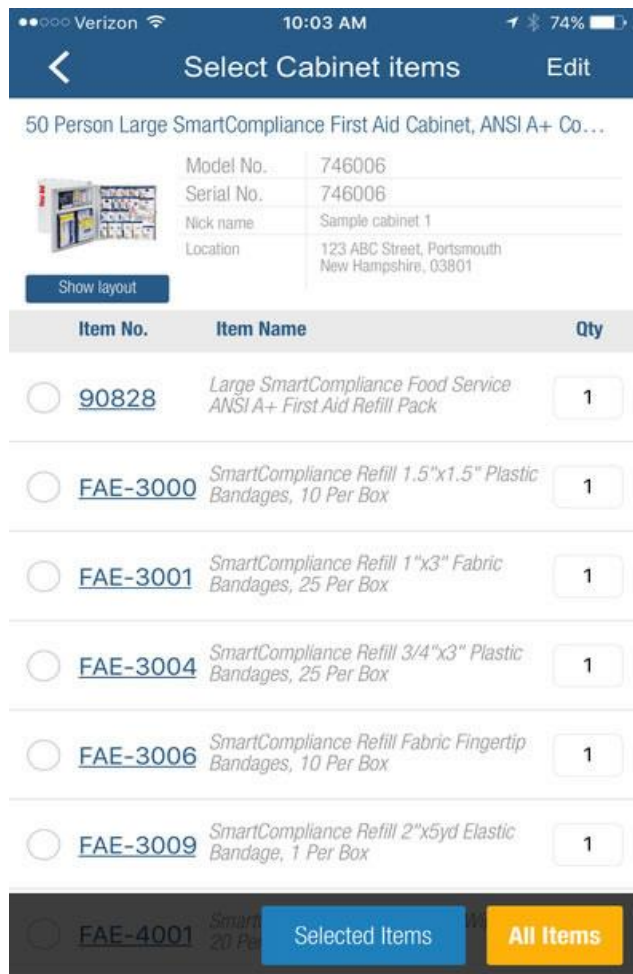 Verizon 10:03 AM 74%
Select Cabinet items Edit
50 Person Large SmartCompliance First Aid Cabinet, ANSI A+ Co...
Model No. 746006
Serial No. 746006
Nick name Sample cabinet 1
Location 123 ABC Street, Portsmouth
New Hampshire, 03801
Show layout
Item No. Item Name Qty
90828 Large SmartCompliance Food Service
ANSI A+ First Aid Refill Pack 1
FAE-3000 SmartCompliance Refill 1.5"x1.5" Plastic
Bandages, 10 Per Box 1
FAE-3001 SmartCompliance Refill 1"x3" Fabric
Bandages, 25 Per Box 1
FAE-3004 SmartCompliance Refill 3/4"x3" Plastic
Bandages, 25 Per Box 1
FAE-3006 SmartCompliance Refill Fabric Fingertip
Bandages, 10 Per Box 1
FAE-3009 SmartCompliance Refill 2"x5yd Elastic
Bandage, 1 Per Box 1
FAE-4001
Selected Items All Items